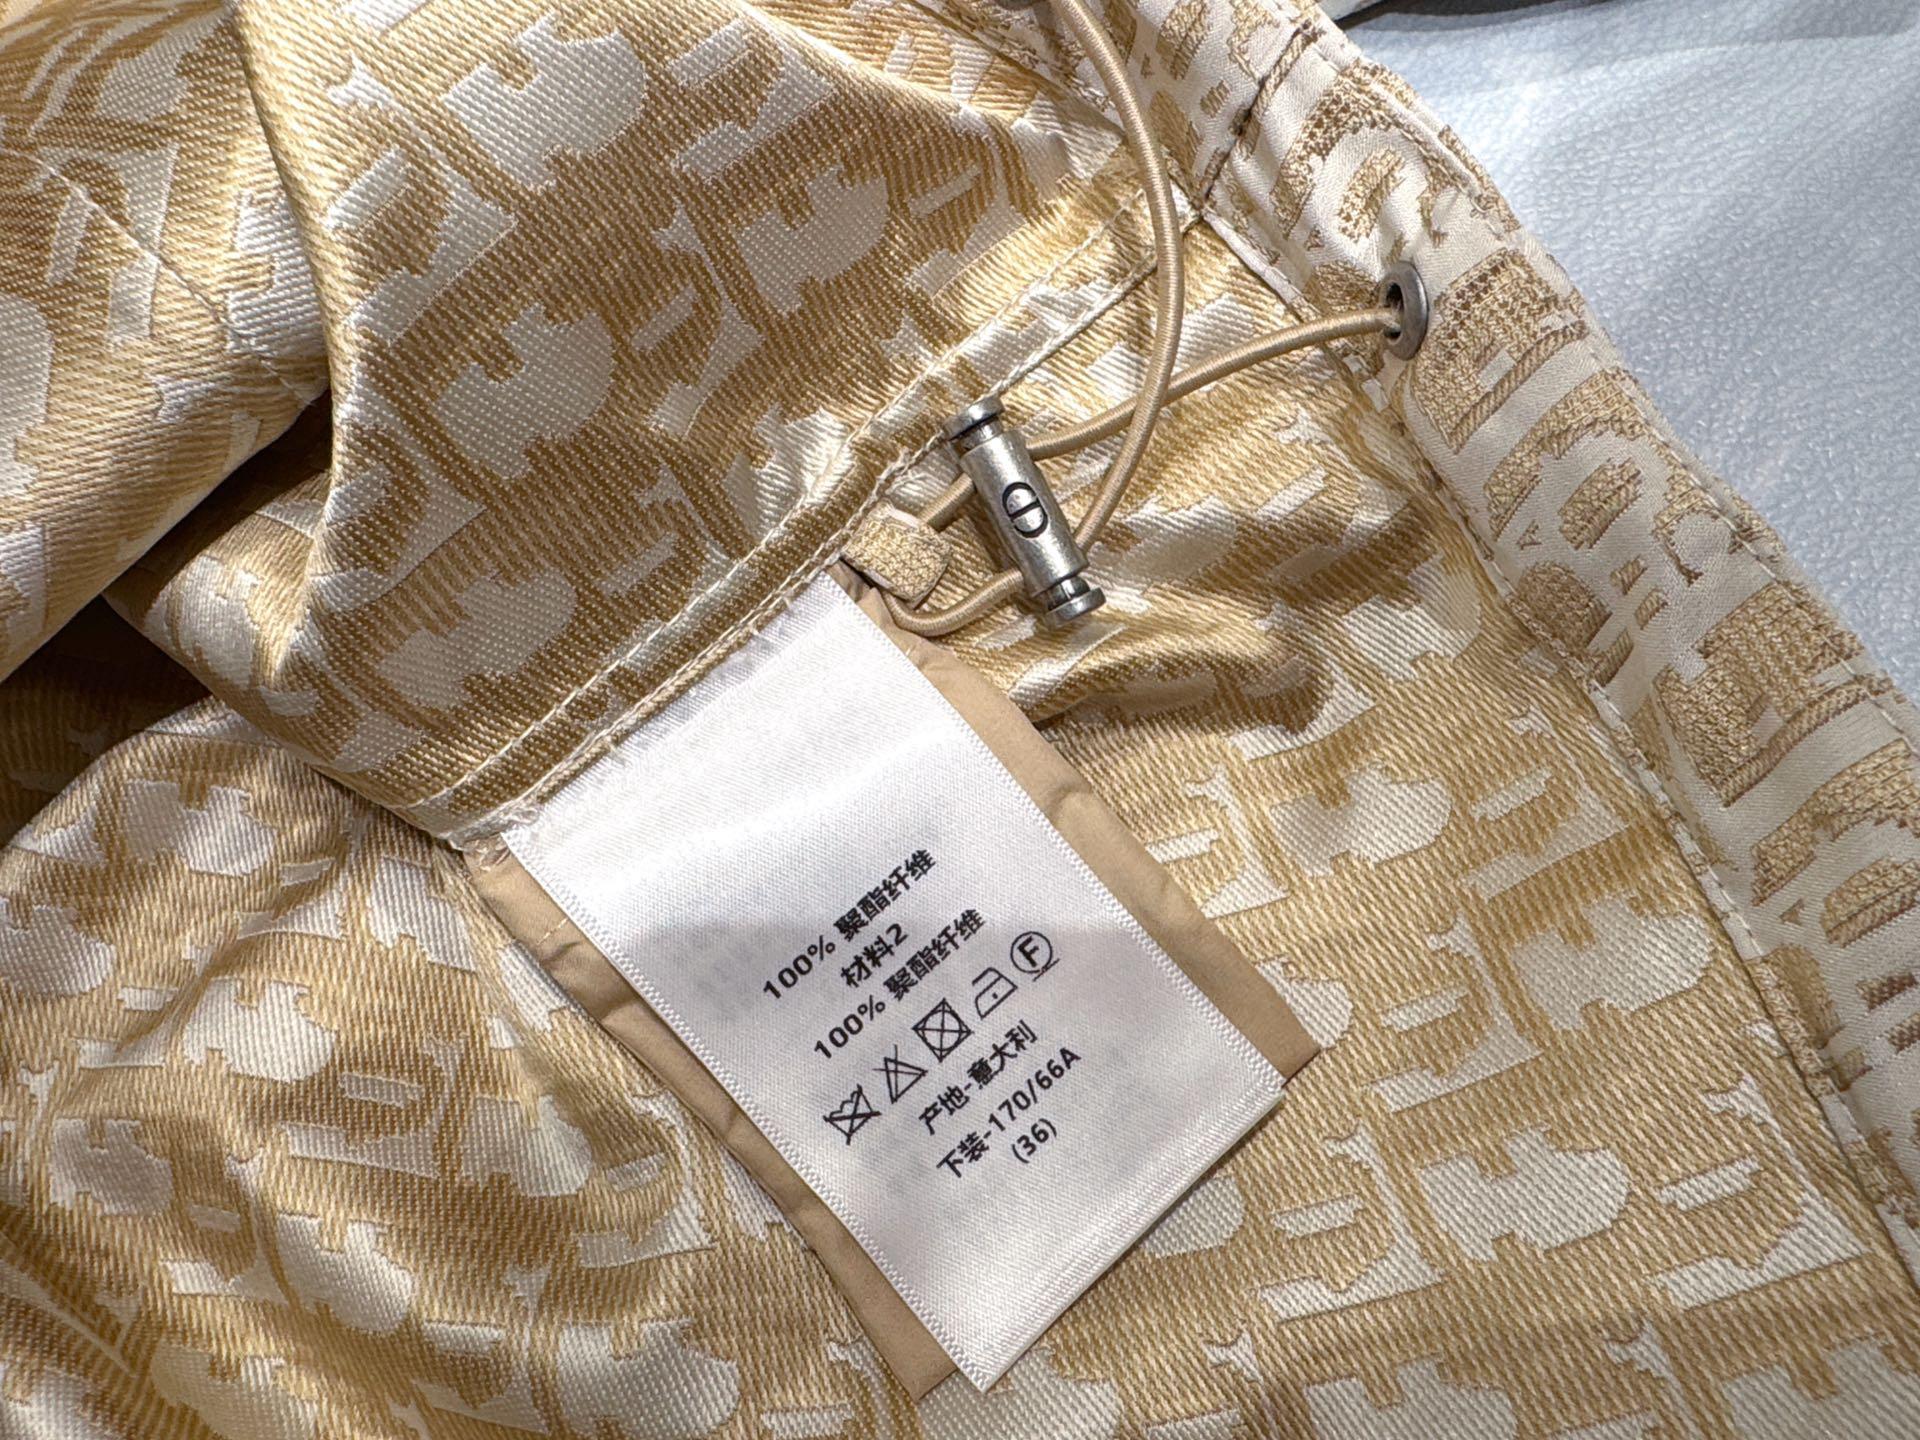 100% 聚酯纤维
材料2
100% 聚酯纤维
F
产地-意大利
下装-170/66A
(36)